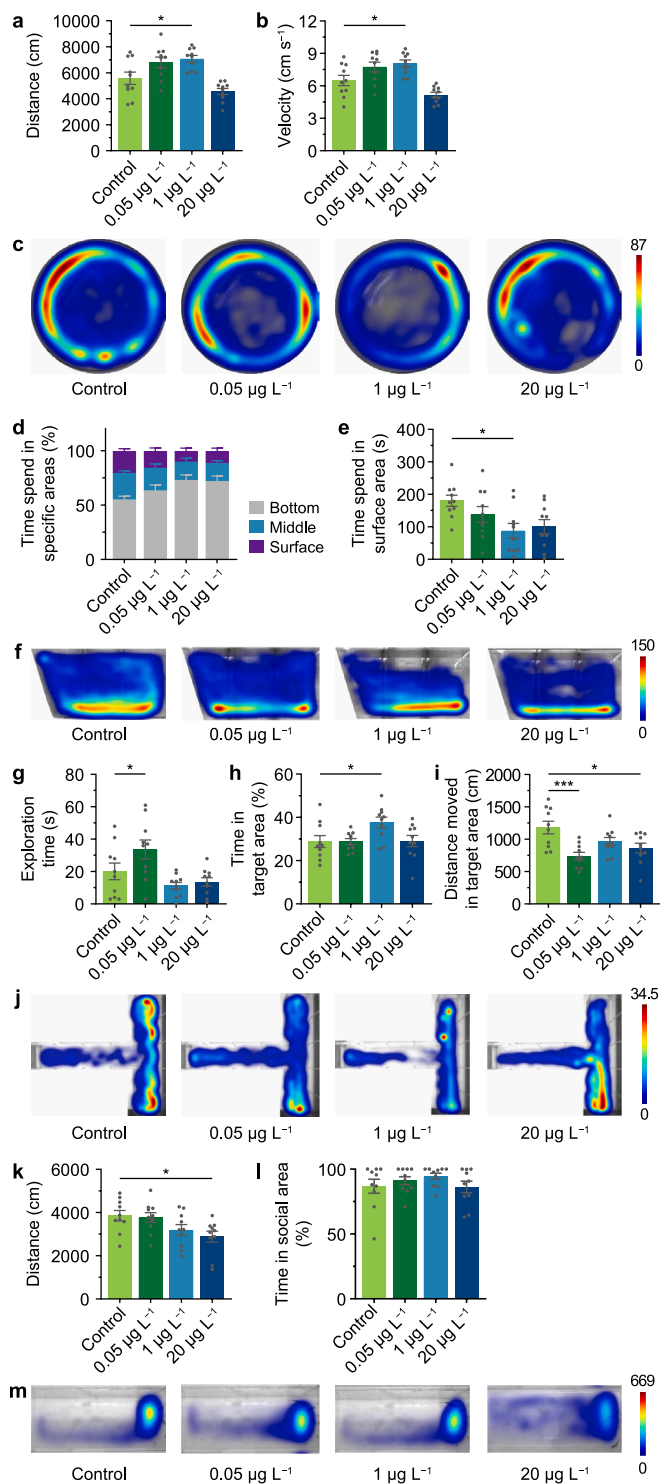 a
Distance (cm)
10000
8000
6000
4000
2000
0
*
Control
0.05 µg L⁻¹
1 µg L⁻¹
20 µg L⁻¹
b
Velocity (cm s⁻¹)
12
9
6
3
0
*
Control
0.05 µg L⁻¹
1 µg L⁻¹
20 µg L⁻¹
c
87
0
Control
0.05 µg L⁻¹
1 µg L⁻¹
20 µg L⁻¹
d
Time spend in
specific areas (%)
100
50
0
Bottom
Middle
Surface
Control
0.05 µg L⁻¹
1 µg L⁻¹
20 µg L⁻¹
e
Time spend in
surface area (s)
400
300
200
100
0
*
Control
0.05 µg L⁻¹
1 µg L⁻¹
20 µg L⁻¹
f
150
0
Control
0.05 µg L⁻¹
1 µg L⁻¹
20 µg L⁻¹
g
Exploration
time (s)
80
60
40
20
0
*
Control
0.05 µg L⁻¹
1 µg L⁻¹
20 µg L⁻¹
h
Time in
target area (%)
60
40
20
0
*
Control
0.05 µg L⁻¹
1 µg L⁻¹
20 µg L⁻¹
i
Distance moved
in target area (cm)
2000
1500
1000
500
0
*
***
Control
0.05 µg L⁻¹
1 µg L⁻¹
20 µg L⁻¹
j
34.5
0
Control
0.05 µg L⁻¹
1 µg L⁻¹
20 µg L⁻¹
k
Distance (cm)
6000
4000
2000
0
*
Control
0.05 µg L⁻¹
1 µg L⁻¹
20 µg L⁻¹
l
Time in social area
(%)
100
50
0
Control
0.05 µg L⁻¹
1 µg L⁻¹
20 µg L⁻¹
m
669
0
Control
0.05 µg L⁻¹
1 µg L⁻¹
20 µg L⁻¹